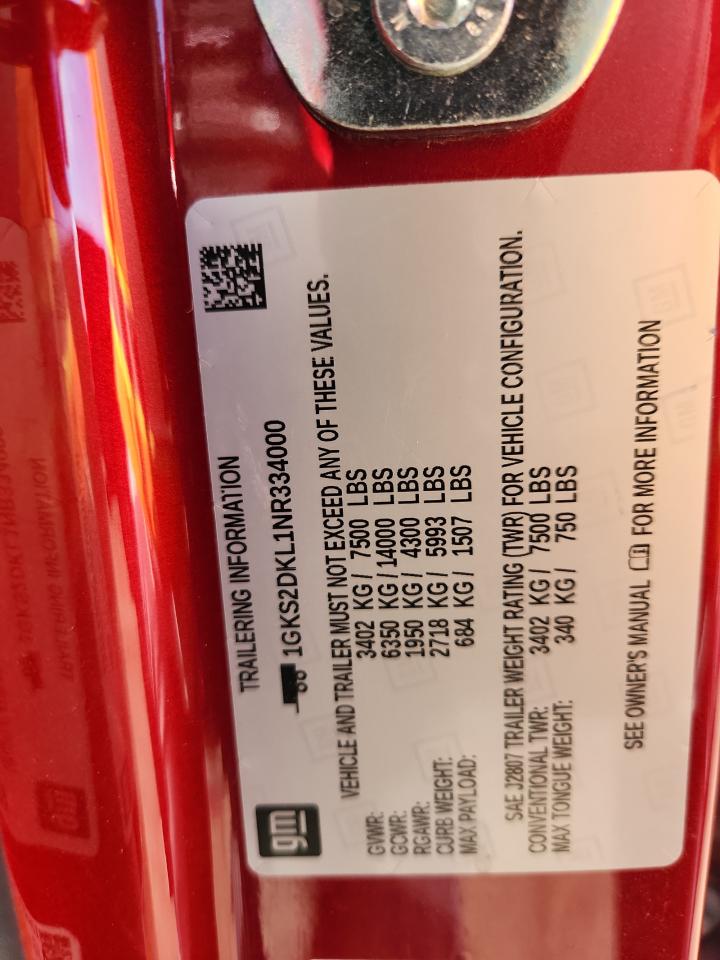 gm
TRAILERING INFORMATION
1GKS2DKL1NR334000
VEHICLE AND TRAILER MUST NOT EXCEED ANY OF THESE VALUES.
GVWR: 3402 KG / 7500 LBS
GCWR: 6350 KG / 14000 LBS
RGAWR: 1950 KG / 4300 LBS
CURB WEIGHT: 2718 KG / 5993 LBS
MAX PAYLOAD: 684 KG / 1507 LBS
SAE J2807 TRAILER WEIGHT RATING (TWR) FOR VEHICLE CONFIGURATION.
CONVENTIONAL TWR: 3402 KG / 7500 LBS
MAX TONGUE WEIGHT: 340 KG / 750 LBS
SEE OWNER'S MANUAL FOR MORE INFORMATION